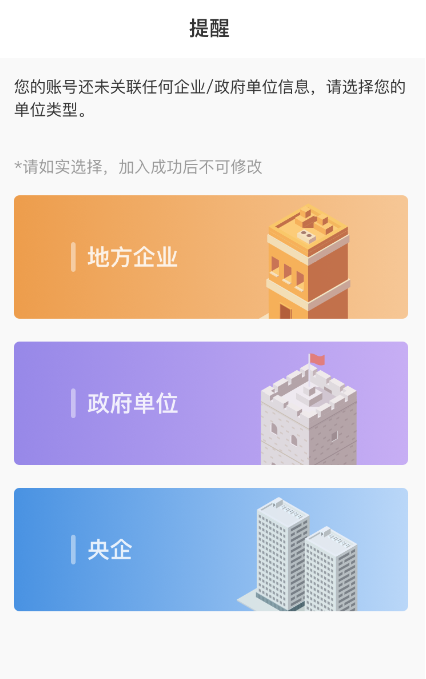 提醒
您的账号还未关联任何企业/政府单位信息，请选择您的
单位类型。
*请如实选择，加入成功后不可修改
地方企业
政府单位
央企